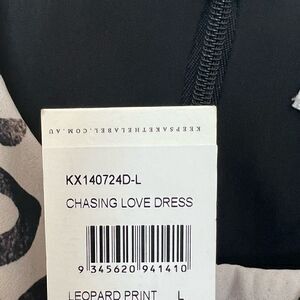 KEEPSAKETHELABEL.COM.AU
KX140724D-L
CHASING LOVE DRESS
9 345620 941410
LEOPARD PRINT L